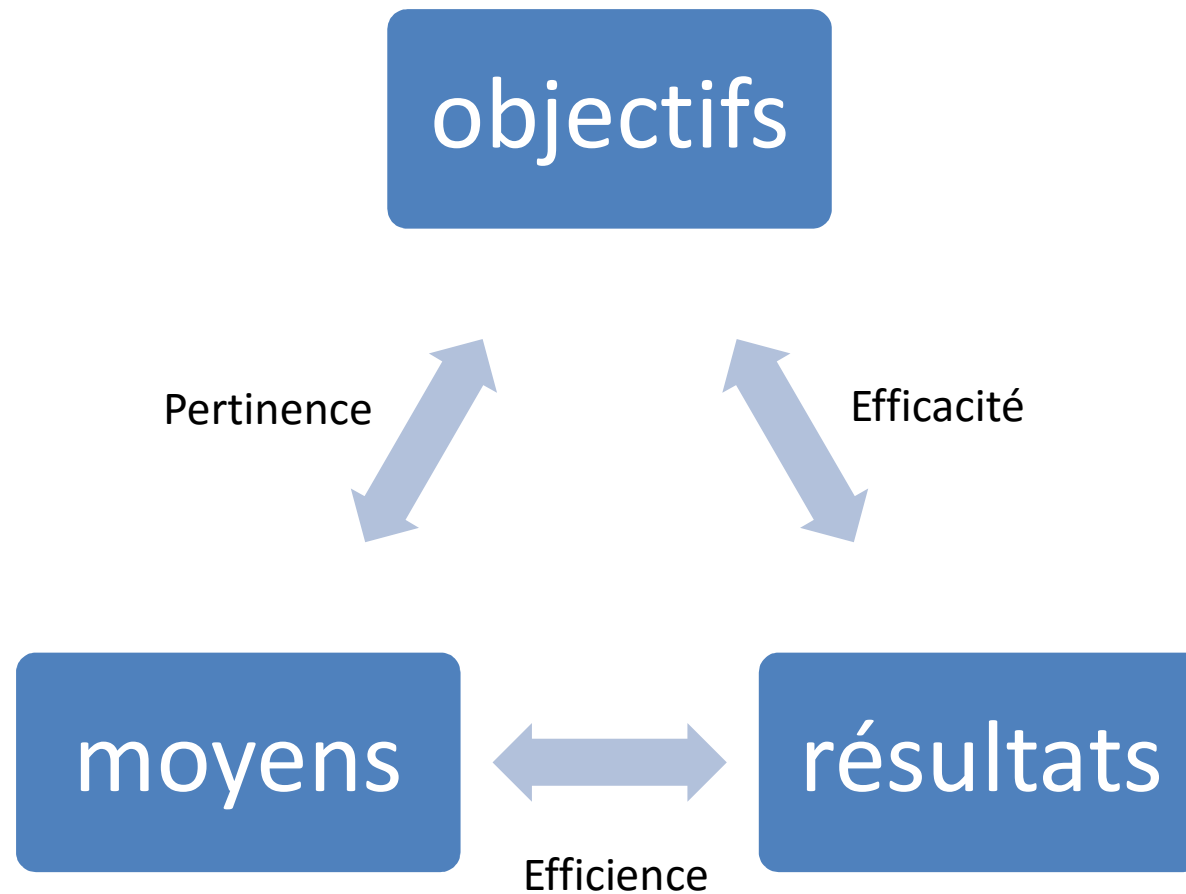 objectifs
Pertinence
Efficacité
moyens
résultats
Efficience